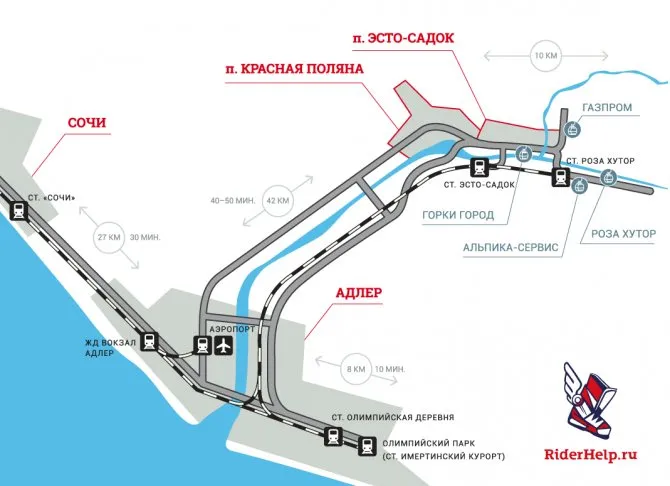 п. ЭСТО-САДОК
10 КМ
п. КРАСНАЯ ПОЛЯНА
ГАЗПРОМ
СОЧИ
СТ. РОЗА ХУТОР
СТ. «СОЧИ»
СТ. ЭСТО-САДОК
40–50 МИН.
42 КМ
ГОРКИ ГОРОД
РОЗА ХУТОР
27 КМ
30 МИН.
АЛЬПИКА-СЕРВИС
АДЛЕР
АЭРОПОРТ
ЖД ВОКЗАЛ
АДЛЕР
8 КМ
10 МИН.
СТ. ОЛИМПИЙСКАЯ ДЕРЕВНЯ
ОЛИМПИЙСКИЙ ПАРК
(СТ. ИМЕРТИНСКИЙ КУРОРТ)
RiderHelp.ru